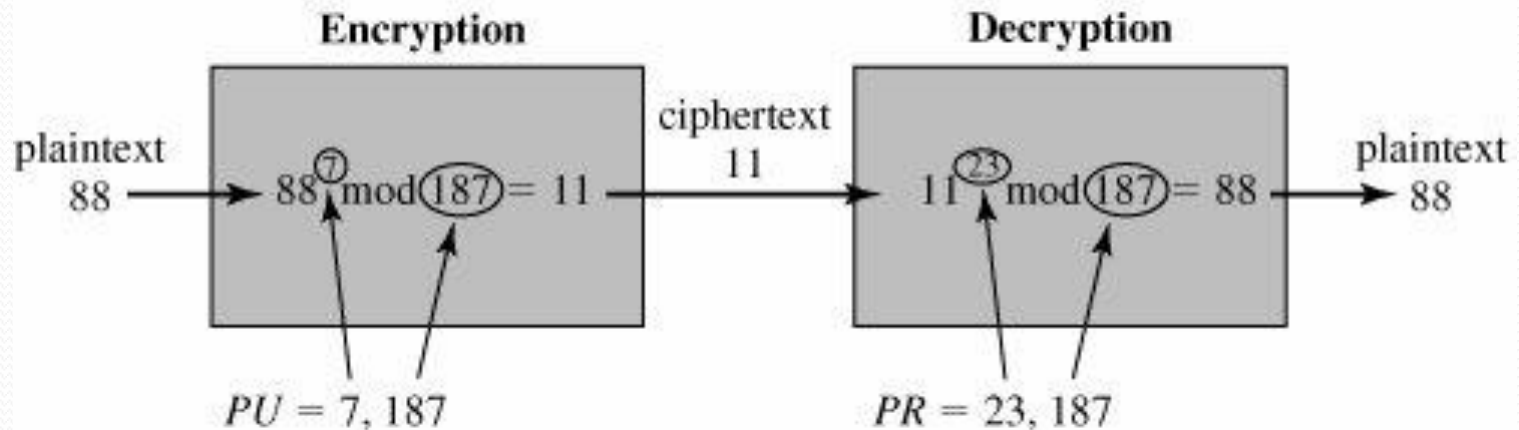 Encryption
Decryption
plaintext
88
88^7 mod 187 = 11
ciphertext
11
11^23 mod 187 = 88
plaintext
88
PU = 7, 187
PR = 23, 187